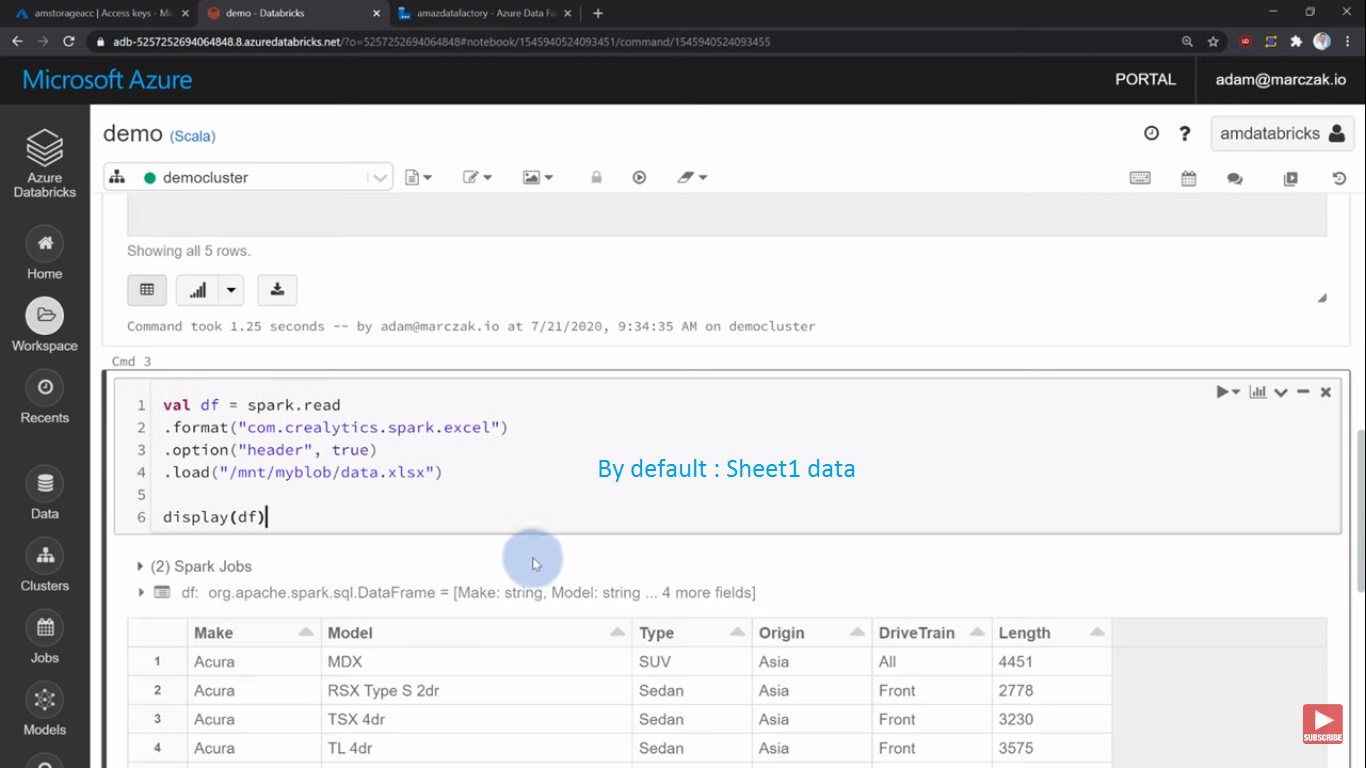 amstorageacc | Access keys - Mi
demo - Databricks
amazdatafactory - Azure Data Fa
adb-5257252694064848.8.azuredatabricks.net/?o=5257252694064848#notebook/1545940524093451/command/1545940524093455
Microsoft Azure
PORTAL
adam@marczak.io
Azure
Databricks
Home
Workspace
Recents
Data
Clusters
Jobs
Models
demo (Scala)
?
amdatabricks
democluster
Showing all 5 rows.
Command took 1.25 seconds -- by adam@marczak.io at 7/21/2020, 9:34:35 AM on democluster
Cmd 3
1 val df = spark.read
2 .format("com.crealytics.spark.excel")
3 .option("header", true)
4 .load("/mnt/myblob/data.xlsx")
5
6 display(df)
By default : Sheet1 data
(2) Spark Jobs
df: org.apache.spark.sql.DataFrame = [Make: string, Model: string ... 4 more fields]
Make Model Type Origin DriveTrain Length
1 Acura MDX SUV Asia All 4451
2 Acura RSX Type S 2dr Sedan Asia Front 2778
3 Acura TSX 4dr Sedan Asia Front 3230
4 Acura TL 4dr Sedan Asia Front 3575
SUBSCRIBE